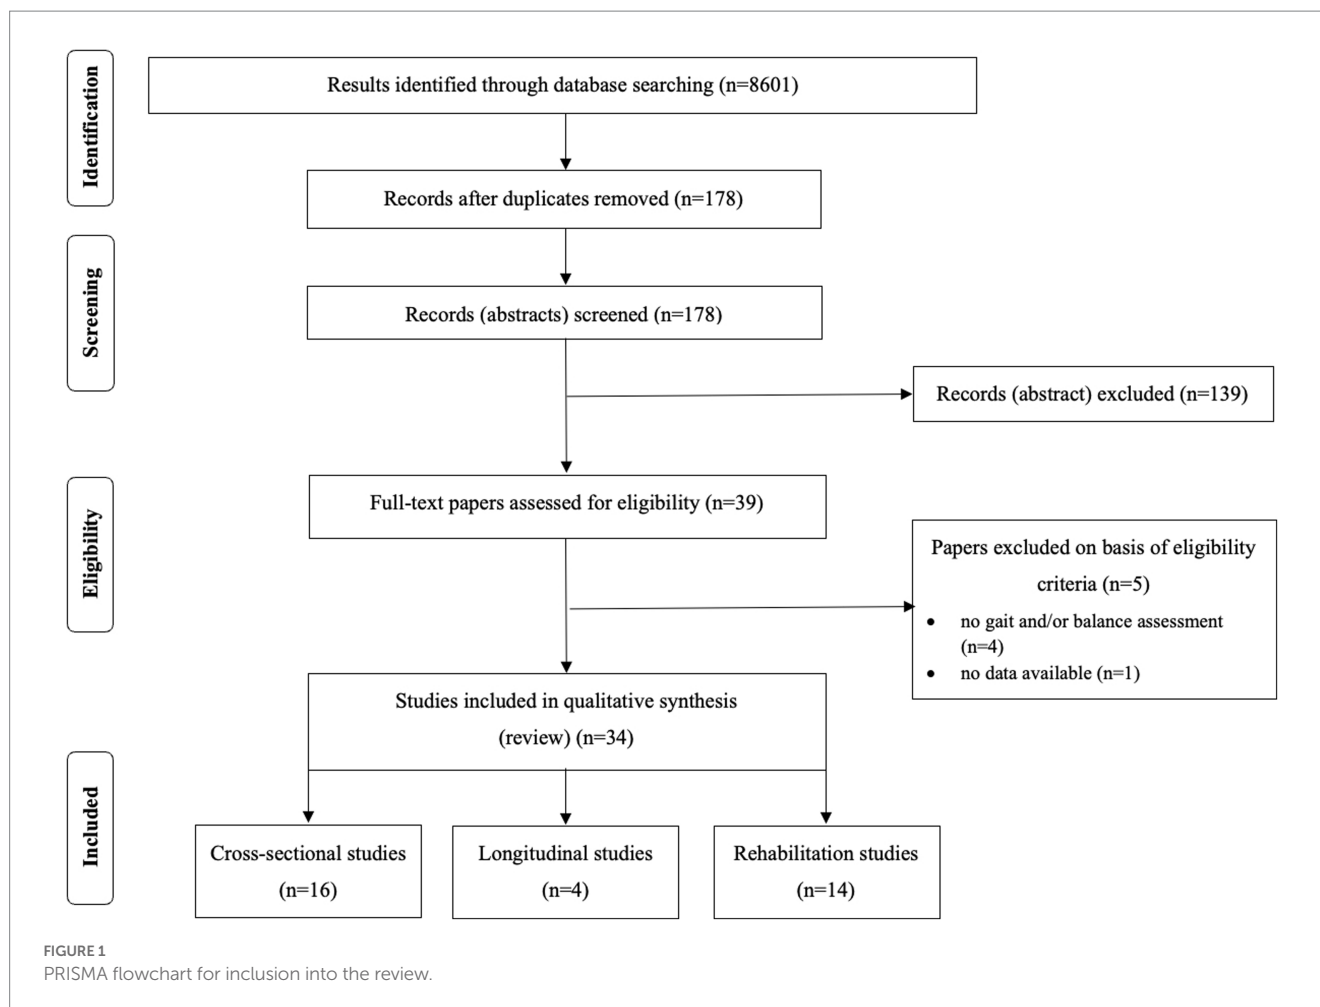 Identification
Results identified through database searching (n=8601)
Records after duplicates removed (n=178)
Screening
Records (abstracts) screened (n=178)
Records (abstract) excluded (n=139)
Eligibility
Full-text papers assessed for eligibility (n=39)
Papers excluded on basis of eligibility
criteria (n=5)
• no gait and/or balance assessment
(n=4)
• no data available (n=1)
Studies included in qualitative synthesis
(review) (n=34)
Included
Cross-sectional studies
(n=16)
Longitudinal studies
(n=4)
Rehabilitation studies
(n=14)
FIGURE 1
PRISMA flowchart for inclusion into the review.